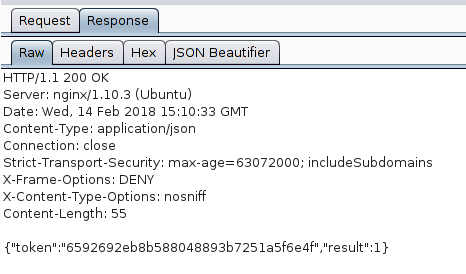 Request Response
Raw Headers Hex JSON Beautifier
HTTP/1.1 200 OK
Server: nginx/1.10.3 (Ubuntu)
Date: Wed, 14 Feb 2018 15:10:33 GMT
Content-Type: application/json
Connection: close
Strict-Transport-Security: max-age=63072000; includeSubdomains
X-Frame-Options: DENY
X-Content-Type-Options: nosniff
Content-Length: 55
{"token":"6592692eb8b588048893b7251a5f6e4f","result":1}